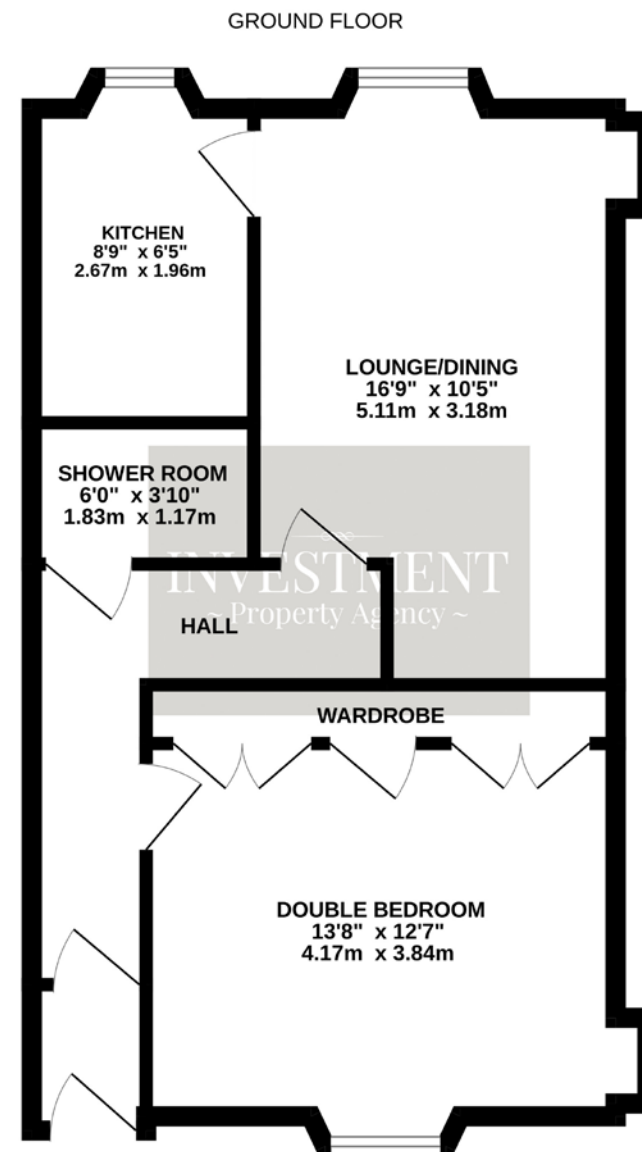 GROUND FLOOR
KITCHEN
8'9" x 6'5"
2.67m x 1.96m
LOUNGE/DINING
16'9" x 10'5"
5.11m x 3.18m
SHOWER ROOM
6'0" x 3'10"
1.83m x 1.17m
INVESTMENT
~ Property Agency ~
HALL
WARDROBE
DOUBLE BEDROOM
13'8" x 12'7"
4.17m x 3.84m